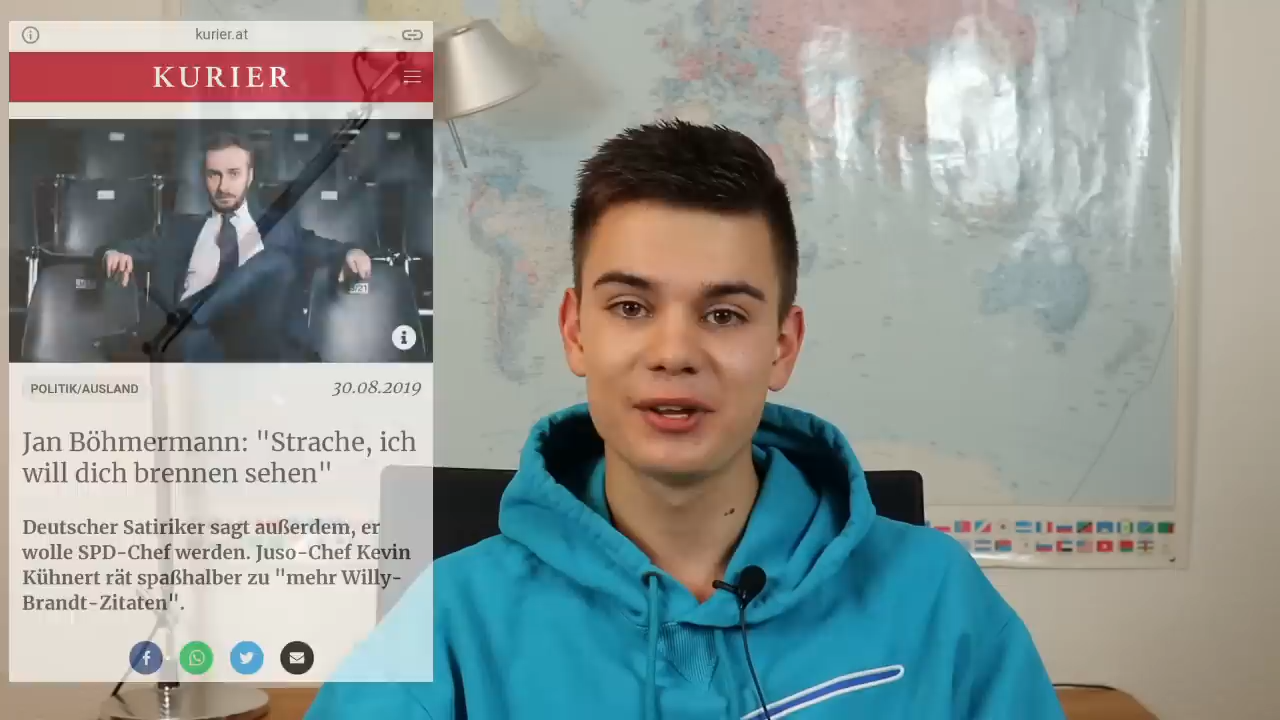 kurier.at
KURIER
POLITIK/AUSLAND
30.08.2019
Jan Böhmermann: "Strache, ich
will dich brennen sehen"
Deutscher Satiriker sagt außerdem, er
wolle SPD-Chef werden. Juso-Chef Kevin
Kühnert rät spaßhalber zu "mehr Willy-
Brandt-Zitaten".